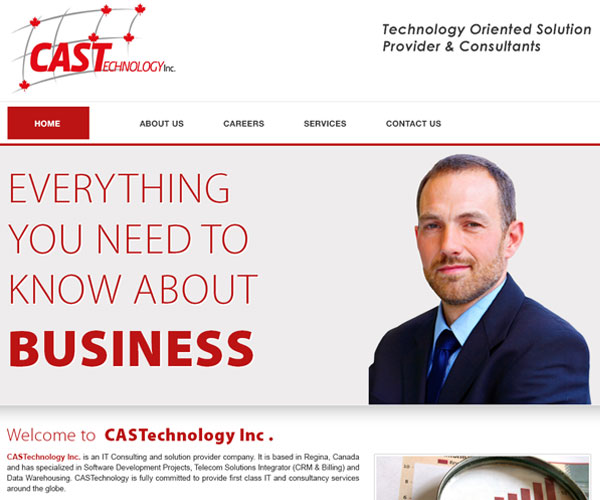 CASTECHNOLOGY Inc.
Technology Oriented Solution
Provider & Consultants
HOME ABOUT US CAREERS SERVICES CONTACT US
EVERYTHING
YOU NEED TO
KNOW ABOUT
BUSINESS
Welcome to CASTechnology Inc .
CASTechnology Inc. is an IT Consulting and solution provider company. It is based in Regina, Canada
and has specialized in Software Development Projects, Telecom Solutions Integrator (CRM & Billing) and
Data Warehousing. CASTechnology is fully committed to provide first class IT and consultancy services
around the globe.